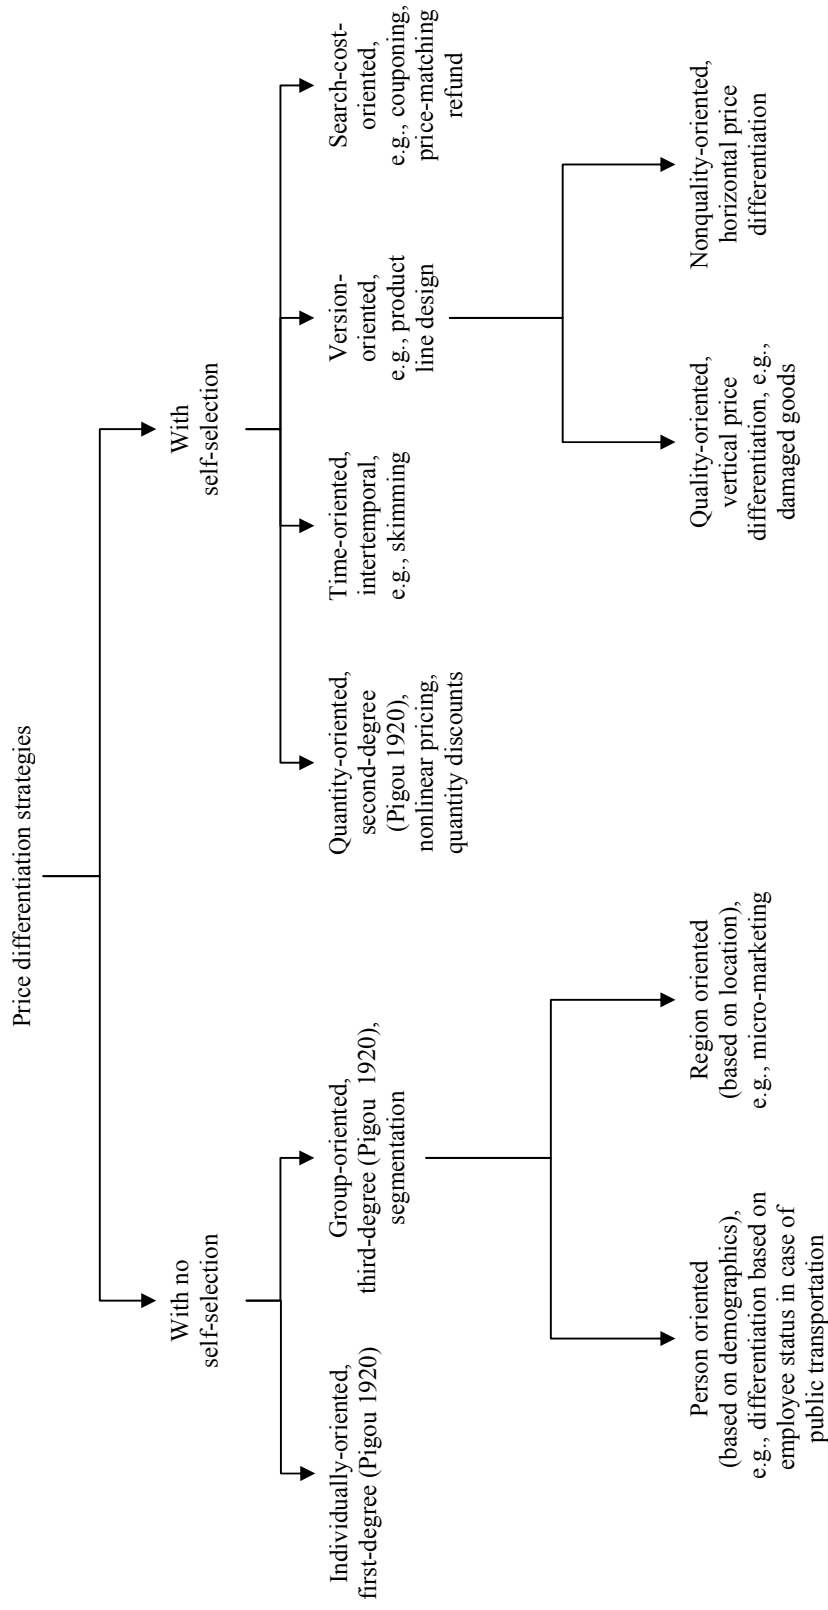 Price differentiation strategies
With no
self-selection
With
self-selection
Individually-oriented,
first-degree (Pigou 1920)
Group-oriented,
third-degree (Pigou 1920),
segmentation
Quantity-oriented,
second-degree
(Pigou 1920),
nonlinear pricing,
quantity discounts
Time-oriented,
intertemporal,
e.g., skimming
Version-
oriented,
e.g., product
line design
Search-cost-
oriented,
e.g., couponing,
price-matching
refund
Person oriented
(based on demographics),
e.g., differentiation based on
employee status in case of
public transportation
Region oriented
(based on location),
e.g., micro-marketing
Quality-oriented,
vertical price
differentiation, e.g.,
damaged goods
Nonquality-oriented,
horizontal price
differentiation